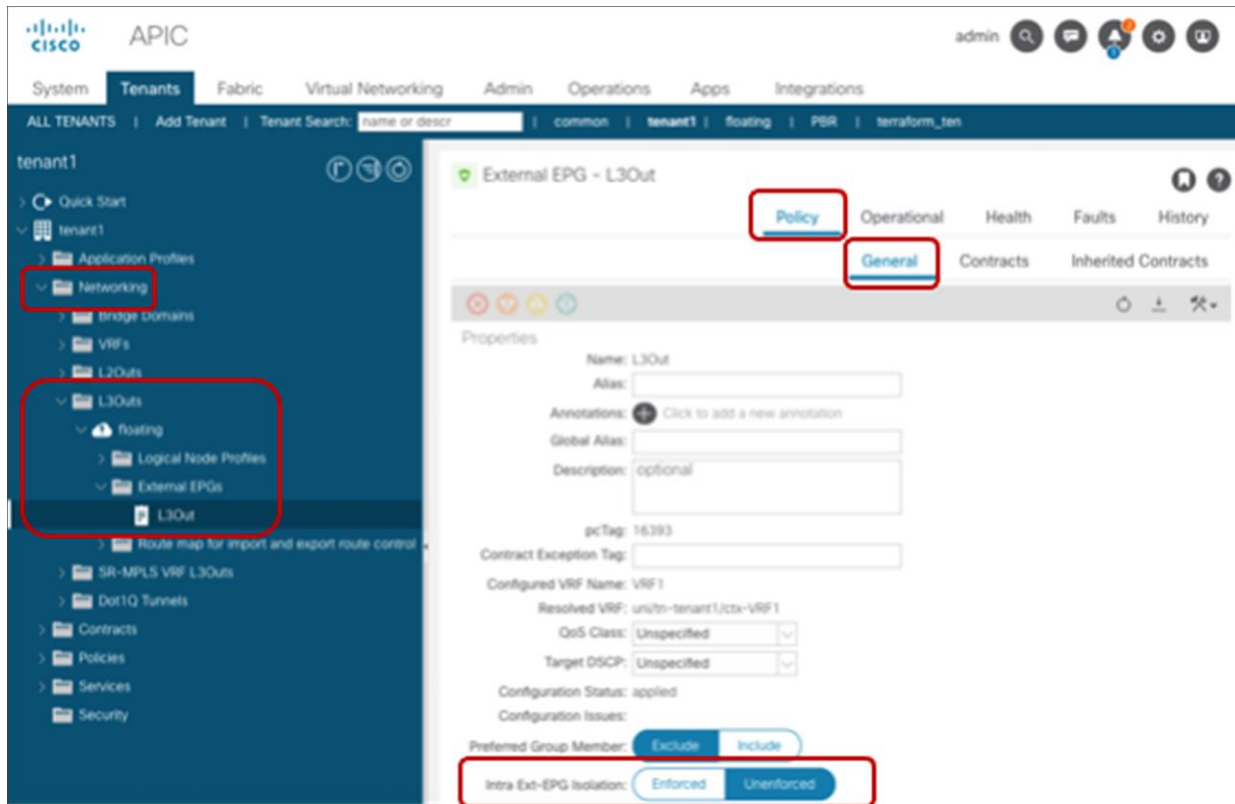 CISCO
APIC
admin
2
1
System Tenants Fabric Virtual Networking Admin Operations Apps Integrations
ALL TENANTS | Add Tenant | Tenant Search: name or descr | common | tenant1 | floating | PBR | terraform_ten
tenant1
Quick Start
tenant1
Application Profiles
Networking
Bridge Domains
VRFs
L2Outs
L3Outs
floating
Logical Node Profiles
External EPGs
L3Out
Route map for import and export route control
SR-MPLS VRF L3Outs
Dot1Q Tunnels
Contracts
Policies
Services
Security
External EPG - L3Out
Policy Operational Health Faults History
General Contracts Inherited Contracts
Properties
Name: L3Out
Alias:
Annotations: Click to add a new annotation
Global Alias:
Description: optional
pcTag: 16393
Contract Exception Tag:
Configured VRF Name: VRF1
Resolved VRF: uni/tn-tenant1/ctx-VRF1
QoS Class: Unspecified
Target DSCP: Unspecified
Configuration Status: applied
Configuration Issues:
Preferred Group Member: Exclude Include
Intra Ext-EPG Isolation: Enforced Unenforced